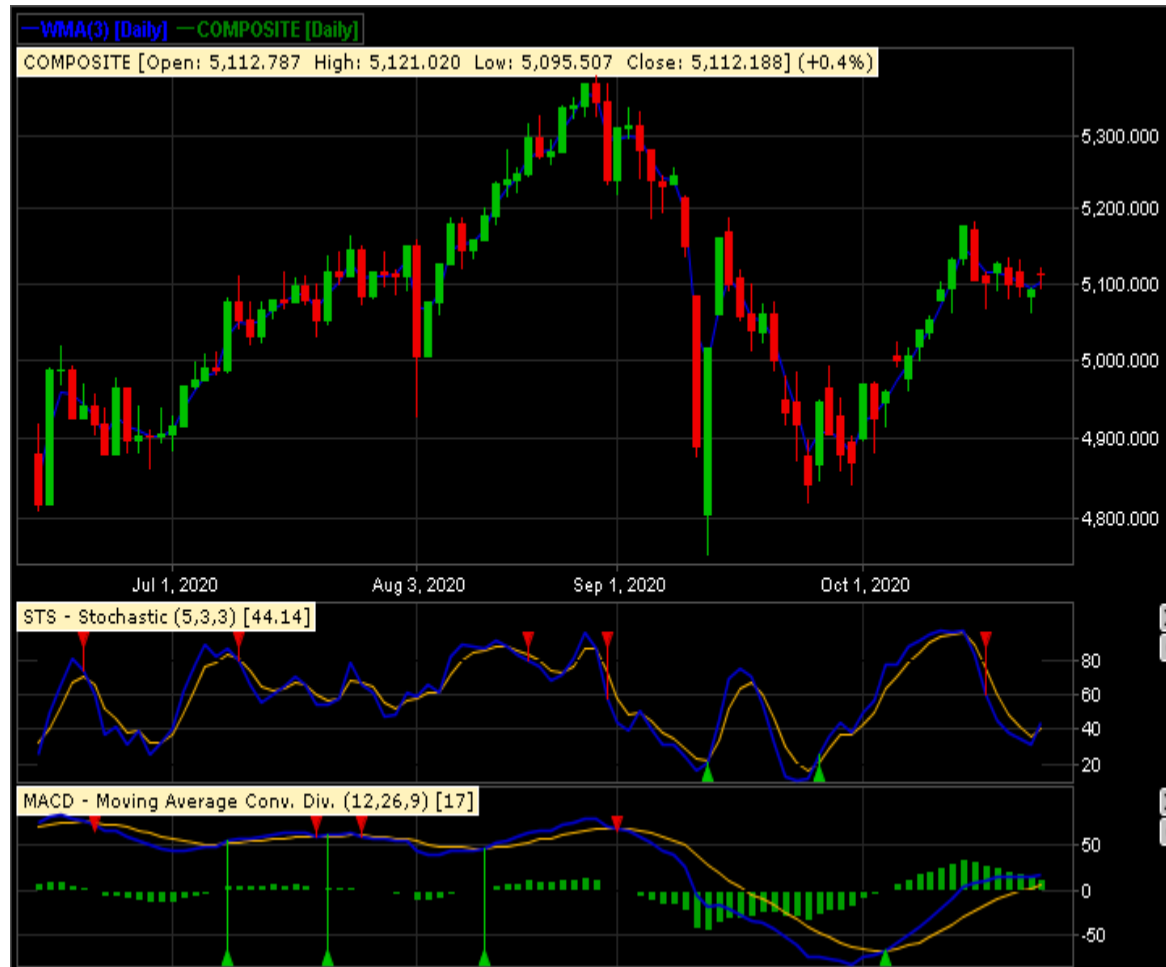 WMA(3) [Daily] COMPOSITE [Daily]
COMPOSITE [Open: 5,112.787 High: 5,121.020 Low: 5,095.507 Close: 5,112.188] (+0.4%)
5,300.000
5,200.000
5,100.000
5,000.000
4,900.000
4,800.000
Jul 1, 2020 Aug 3, 2020 Sep 1, 2020 Oct 1, 2020
STS - Stochastic (5,3,3) [44.14]
80
60
40
20
MACD - Moving Average Conv. Div. (12,26,9) [17]
50
-0
-50